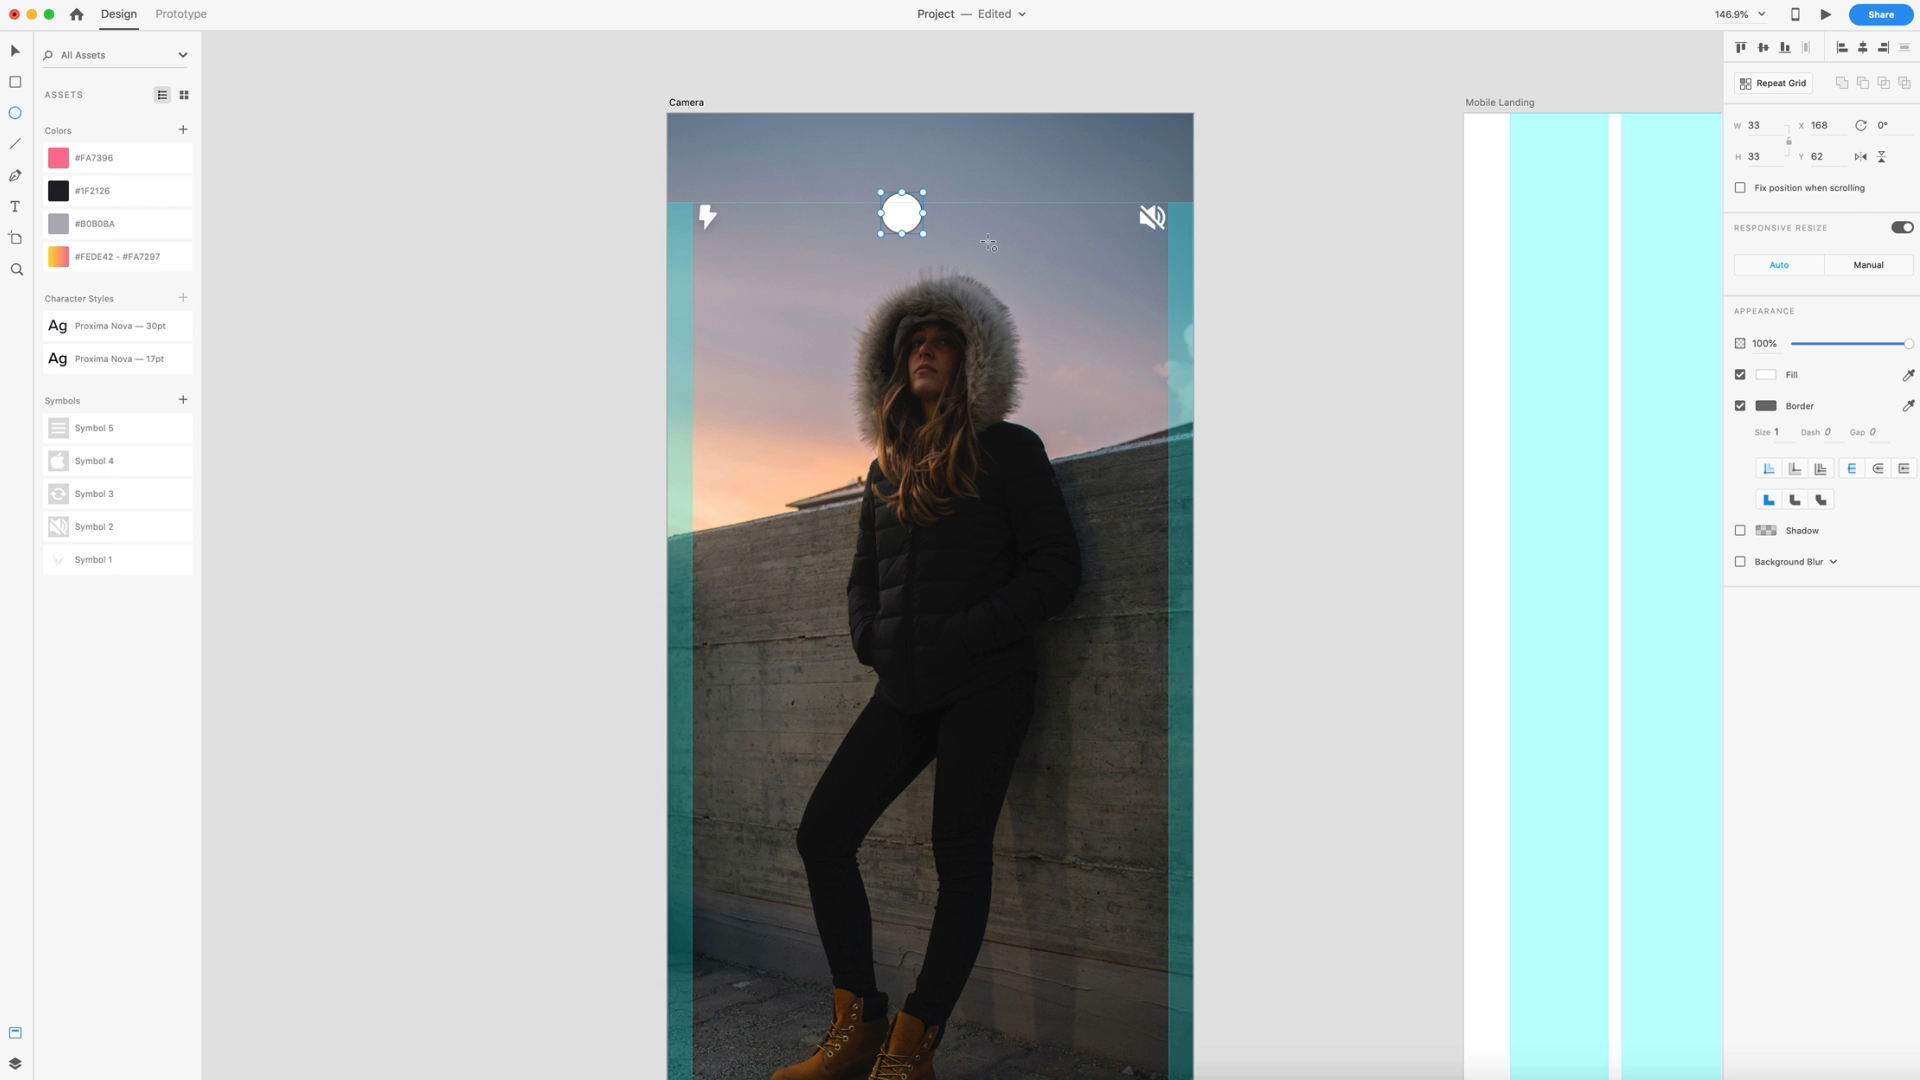 Design
Prototype
Project — Edited
146.9%
Share
All Assets
ASSETS
Colors
#FA7396
#1F2126
#B0B0BA
#FEDE42 - #FA7297
Character Styles
Ag Proxima Nova — 30pt
Ag Proxima Nova — 17pt
Symbols
Symbol 5
Symbol 4
Symbol 3
Symbol 2
Symbol 1
Camera
Mobile Landing
Repeat Grid
W 33 X 168 0°
H 33 Y 62
Fix position when scrolling
RESPONSIVE RESIZE
Auto Manual
APPEARANCE
100%
Fill
Border
Size 1 Dash 0 Gap 0
Shadow
Background Blur